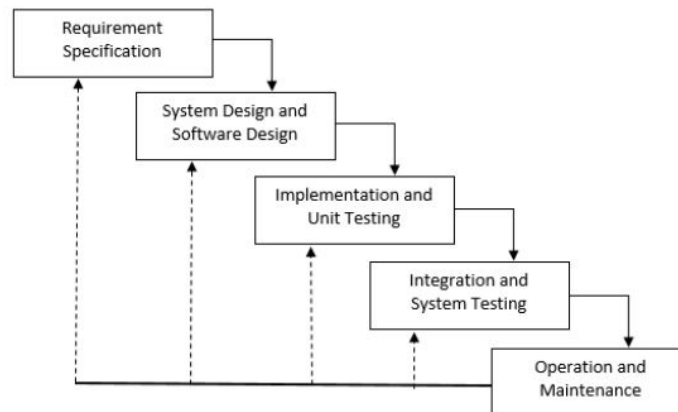 Requirement
Specification
System Design and
Software Design
Implementation and
Unit Testing
Integration and
System Testing
Operation and
Maintenance